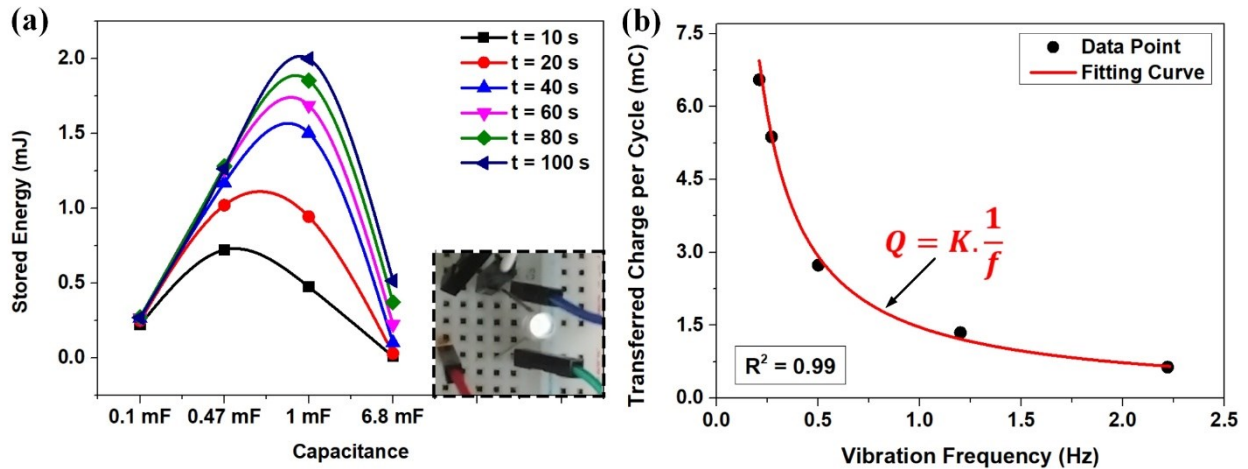 (a)
2.0
1.5
1.0
0.5
0.0
Stored Energy (mJ)
t = 10 s
t = 20 s
t = 40 s
t = 60 s
t = 80 s
t = 100 s
0.1 mF 0.47 mF 1 mF 6.8 mF
Capacitance
(b)
7.5
6.0
4.5
3.0
1.5
0.0
Transferred Charge per Cycle (mC)
Data Point
Fitting Curve
Q = K. 1/f
R² = 0.99
0.0 0.5 1.0 1.5 2.0 2.5
Vibration Frequency (Hz)